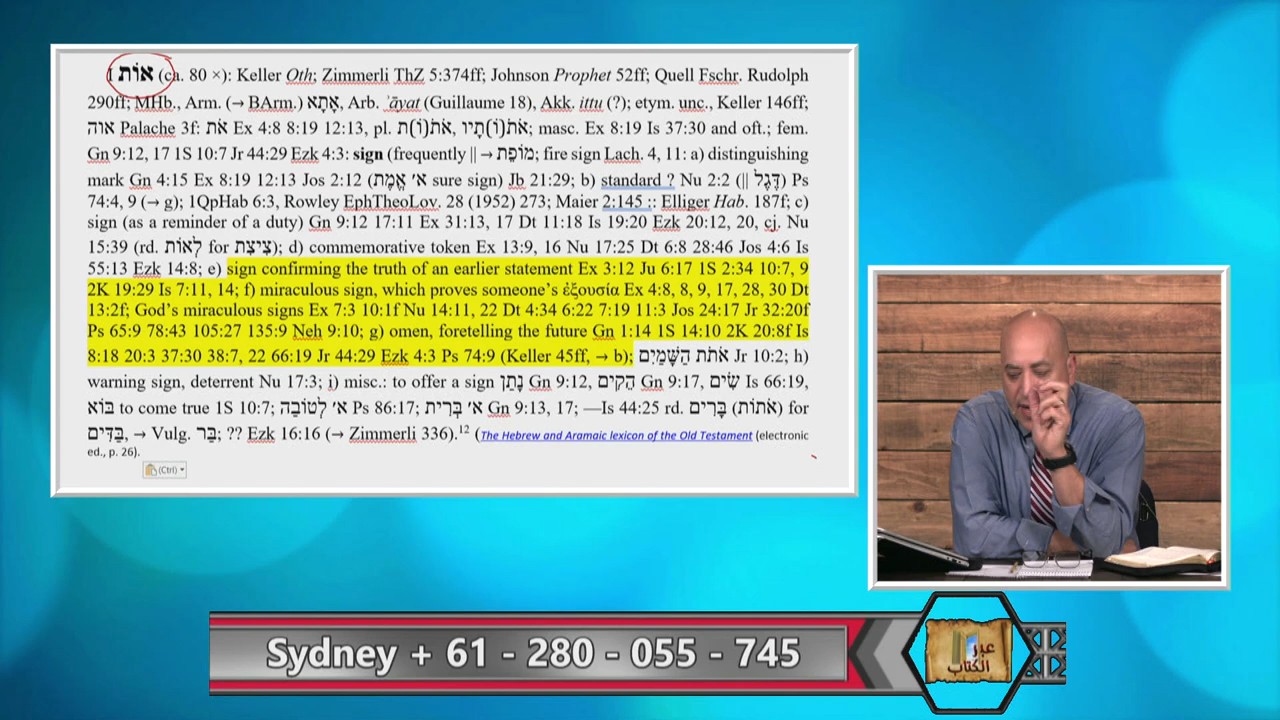 I אוֹת (ca. 80 ×): Keller Oth; Zimmerli ThZ 5:374ff; Johnson Prophet 52ff; Quell Fschr. Rudolph
290ff; MHb., Arm. (→ BArm.) אָתָא, Arb. ʾāyat (Guillaume 18), Akk. ittu (?); etym. unc., Keller 146ff;
אוה Palache 3f: אֹת Ex 4:8 8:19 12:13, pl. אֹת(וֹ)ת, אֹת(וֹ)תָיו; masc. Ex 8:19 Is 37:30 and oft.; fem.
Gn 9:12, 17 1S 10:7 Jr 44:29 Ezk 4:3: sign (frequently || → מוֹפֵת; fire sign Lach. 4, 11: a) distinguishing
mark Gn 4:15 Ex 8:19 12:13 Jos 2:12 (א׳ אֱמֶת sure sign) Jb 21:29; b) standard ? Nu 2:2 (|| דֶּגֶל) Ps
74:4, 9 (→ g); 1QpHab 6:3, Rowley EphTheoLov. 28 (1952) 273; Maier 2:145 :: Elliger Hab. 187f; c)
sign (as a reminder of a duty) Gn 9:12 17:11 Ex 31:13, 17 Dt 11:18 Is 19:20 Ezk 20:12, 20, cj. Nu
15:39 (rd. לְאוֹת for צִיצִת); d) commemorative token Ex 13:9, 16 Nu 17:25 Dt 6:8 28:46 Jos 4:6 Is
55:13 Ezk 14:8; e) sign confirming the truth of an earlier statement Ex 3:12 Ju 6:17 1S 2:34 10:7, 9
2K 19:29 Is 7:11, 14; f) miraculous sign, which proves someone's ἐξουσία Ex 4:8, 8, 9, 17, 28, 30 Dt
13:2f; God's miraculous signs Ex 7:3 10:1f Nu 14:11, 22 Dt 4:34 6:22 7:19 11:3 Jos 24:17 Jr 32:20f
Ps 65:9 78:43 105:27 135:9 Neh 9:10; g) omen, foretelling the future Gn 1:14 1S 14:10 2K 20:8f Is
8:18 20:3 37:30 38:7, 22 66:19 Jr 44:29 Ezk 4:3 Ps 74:9 (Keller 45ff, → b); אֹתֹת הַשָּׁמַיִם Jr 10:2; h)
warning sign, deterrent Nu 17:3; i) misc.: to offer a sign נָתַן Gn 9:12, הֵקִים Gn 9:17, שִׂים Is 66:19,
בּוֹא to come true 1S 10:7; א׳ לְטוֹבָה Ps 86:17; א׳ בְּרִית Gn 9:13, 17; —Is 44:25 rd. בָּרִים (אֹתוֹת) for
בַּדִּים, → Vulg. בַּר; ?? Ezk 16:16 (→ Zimmerli 336).12 (The Hebrew and Aramaic lexicon of the Old Testament (electronic
ed., p. 26).
(Ctrl)
Sydney + 61 - 280 - 055 - 745
عبر
الكتاب